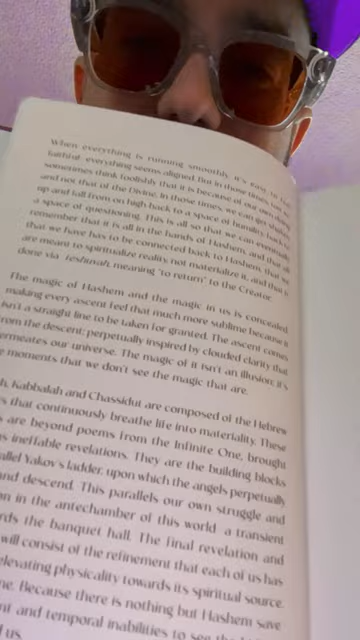 When everything is running smoothly, it's easy to
faithful everything seems aligned. But in those times
sometimes think foolishly that it is because of our own
and not that of the Divine. In those times, we can get
up and fall from on high back to a space of humility, back to
a space of questioning. This is all so that we can eventually
remember that it is all in the hands of Hashem, and that all
that we have has to be connected back to Hashem, that we
are meant to spiritualize reality, not materialize it, and that is
done via teshuvah, meaning "to return" to the Creator.
The magic of Hashem and the magic in us is concealed
making every ascent feel that much more sublime because it
isn't a straight line to be taken for granted. The ascent comes
from the descent; perpetually inspired by clouded clarity that
permeates our universe. The magic of it isn't an illusion; it's
moments that we don't see the magic that are.
Kabbalah and Chassidut are composed of the Hebrew
that continuously breathe life into materiality. These
are beyond poems from the Infinite One, brought
ineffable revelations. They are the building blocks
Yakov's ladder, upon which the angels perpetually
and descend. This parallels our own struggle and
in the antechamber of this world a transient
the banquet hall. The final revelation and
will consist of the refinement that each of us has
elevating physicality towards its spiritual source.
Because there is nothing but Hashem save
and temporal inabilities to see the
us.